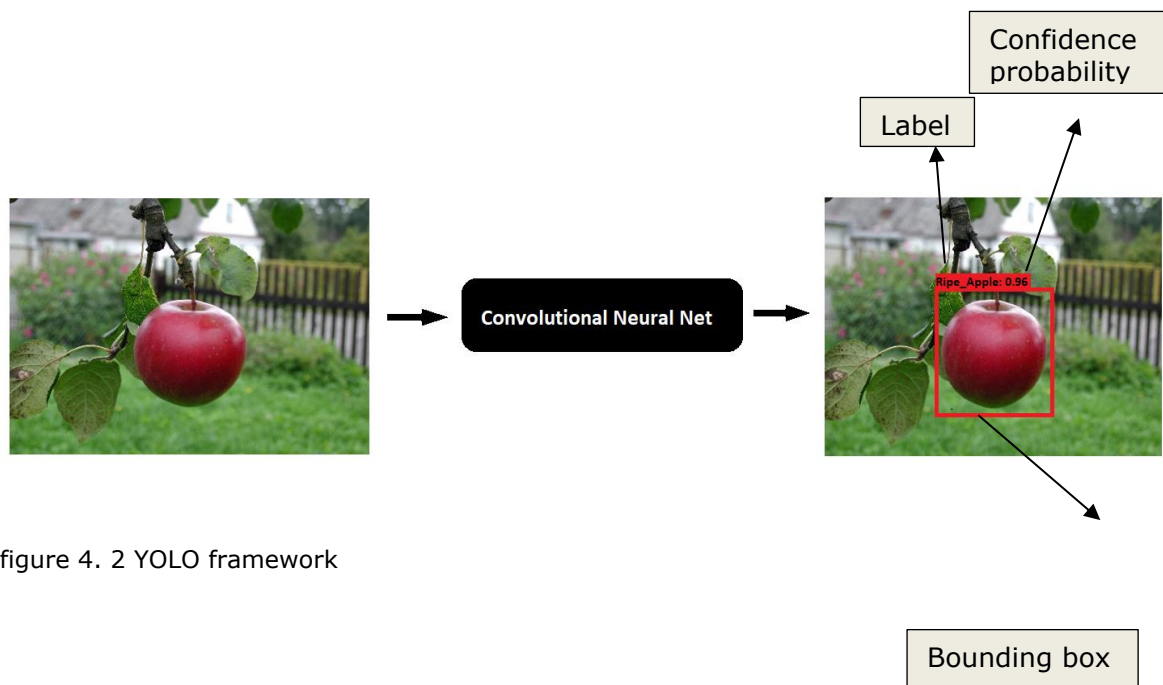 Confidence
probability
Label
Ripe_Apple: 0.96
Convolutional Neural Net
figure 4. 2 YOLO framework
Bounding box